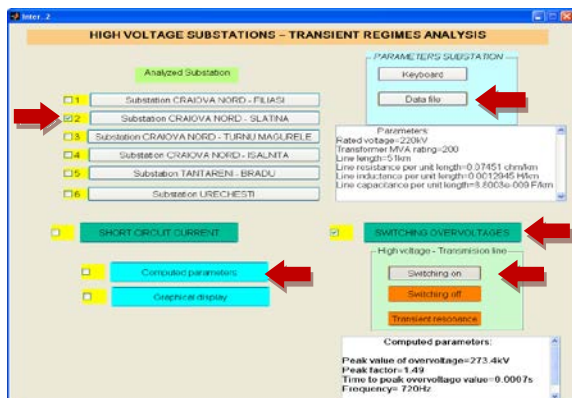 Inter..2
HIGH VOLTAGE SUBSTATIONS – TRANSIENT REGIMES ANALYSIS
Analyzed Substation
1 Substation CRAIOVA NORD - FILIASI
2 Substation CRAIOVA NORD - SLATINA
3 Substation CRAIOVA NORD - TURNU MAGURELE
4 Substation CRAIOVA NORD - ISALNITA
5 Substation TANTARENI - BRADU
6 Substation URECHESTI
PARAMETERS SUBSTATION
Keyboard
Data file
Parameters:
Rated voltage=220kV
Transformer MVA rating=200
Line length=51km
Line resistance per unit length=0.07451 ohm/km
Line inductance per unit length=0.0012945 H/km
Line capacitance per unit length=8.8003e-009 F/km
SHORT CIRCUIT CURRENT
Computed parameters
Graphical display
SWITCHING OVERVOLTAGES
High voltage - Transmision line
Switching on
Switching off
Transient resonance
Computed parameters:
Peak value of overvoltage=273.4kV
Peak factor=1.49
Time to peak overvoltage value=0.0007s
Frequency= 720Hz